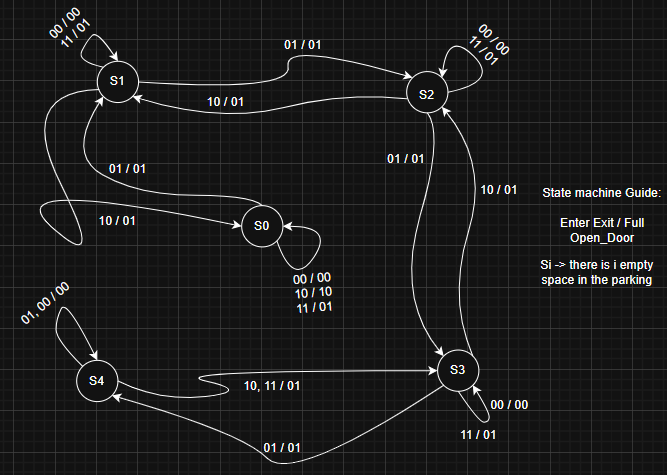 00 / 00
11 / 01
S1
01 / 01
00 / 00
11 / 01
S2
10 / 01
01 / 01
01 / 01
10 / 01
State machine Guide:
Enter Exit / Full
Open_Door
Si -> there is i empty
space in the parking
10 / 01
S0
00 / 00
10 / 10
11 / 01
01, 00 / 00
S4
10, 11 / 01
S3
00 / 00
11 / 01
01 / 01